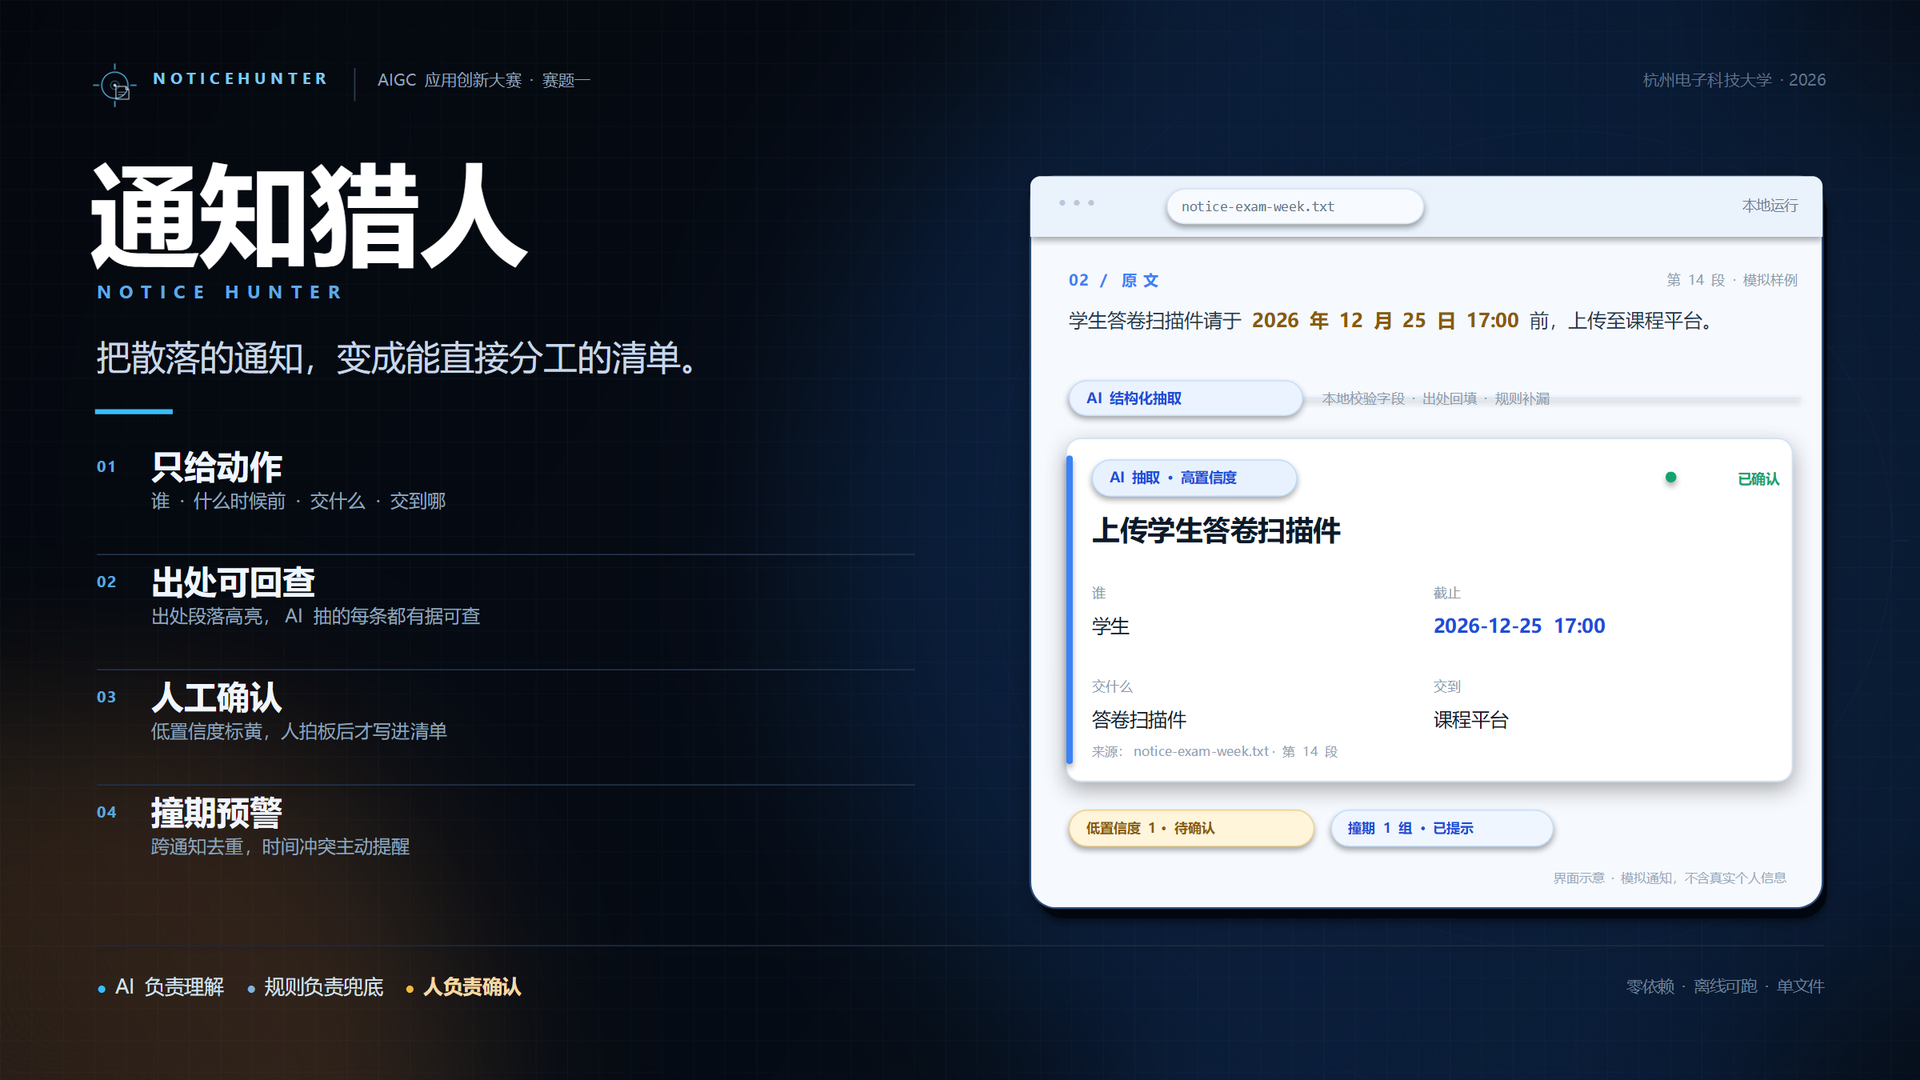 NOTICEHUNTER
AIGC 应用创新大赛 · 赛题一
杭州电子科技大学 · 2026
通知猎人
NOTICE HUNTER
把散落的通知，变成能直接分工的清单。
01 只给动作
谁 · 什么时候前 · 交什么 · 交到哪
02 出处可回查
出处段落高亮， AI 抽的每条都有据可查
03 人工确认
低置信度标黄，人拍板后才写进清单
04 撞期预警
跨通知去重，时间冲突主动提醒
notice-exam-week.txt
本地运行
02 / 原文
第 14 段 · 模拟样例
学生答卷扫描件请于 2026 年 12 月 25 日 17:00 前，上传至课程平台。
AI 结构化抽取
本地校验字段 · 出处回填 · 规则补漏
AI 抽取 • 高置信度
已确认
上传学生答卷扫描件
谁
学生
截止
2026-12-25 17:00
交什么
答卷扫描件
交到
课程平台
来源： notice-exam-week.txt · 第 14 段
低置信度 1 • 待确认
撞期 1 组 • 已提示
界面示意 · 模拟通知，不含真实个人信息
• AI 负责理解 • 规则负责兜底 • 人负责确认
零依赖 · 离线可跑 · 单文件